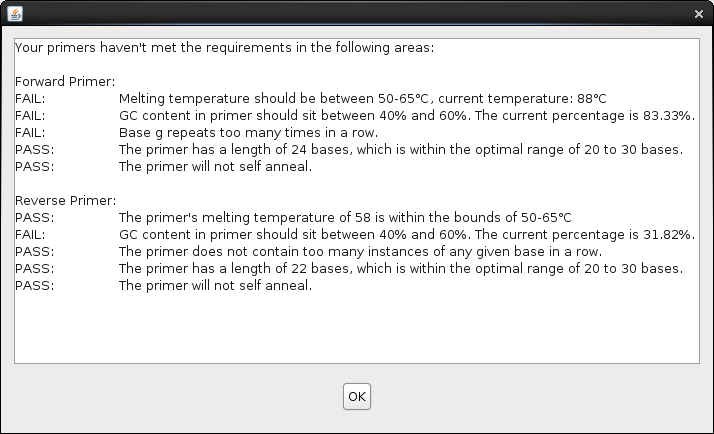 Your primers haven't met the requirements in the following areas:
Forward Primer:
FAIL: Melting temperature should be between 50-65°C, current temperature: 88°C
FAIL: GC content in primer should sit between 40% and 60%. The current percentage is 83.33%.
FAIL: Base g repeats too many times in a row.
PASS: The primer has a length of 24 bases, which is within the optimal range of 20 to 30 bases.
PASS: The primer will not self anneal.
Reverse Primer:
PASS: The primer's melting temperature of 58 is within the bounds of 50-65°C
FAIL: GC content in primer should sit between 40% and 60%. The current percentage is 31.82%.
PASS: The primer does not contain too many instances of any given base in a row.
PASS: The primer has a length of 22 bases, which is within the optimal range of 20 to 30 bases.
PASS: The primer will not self anneal.
OK